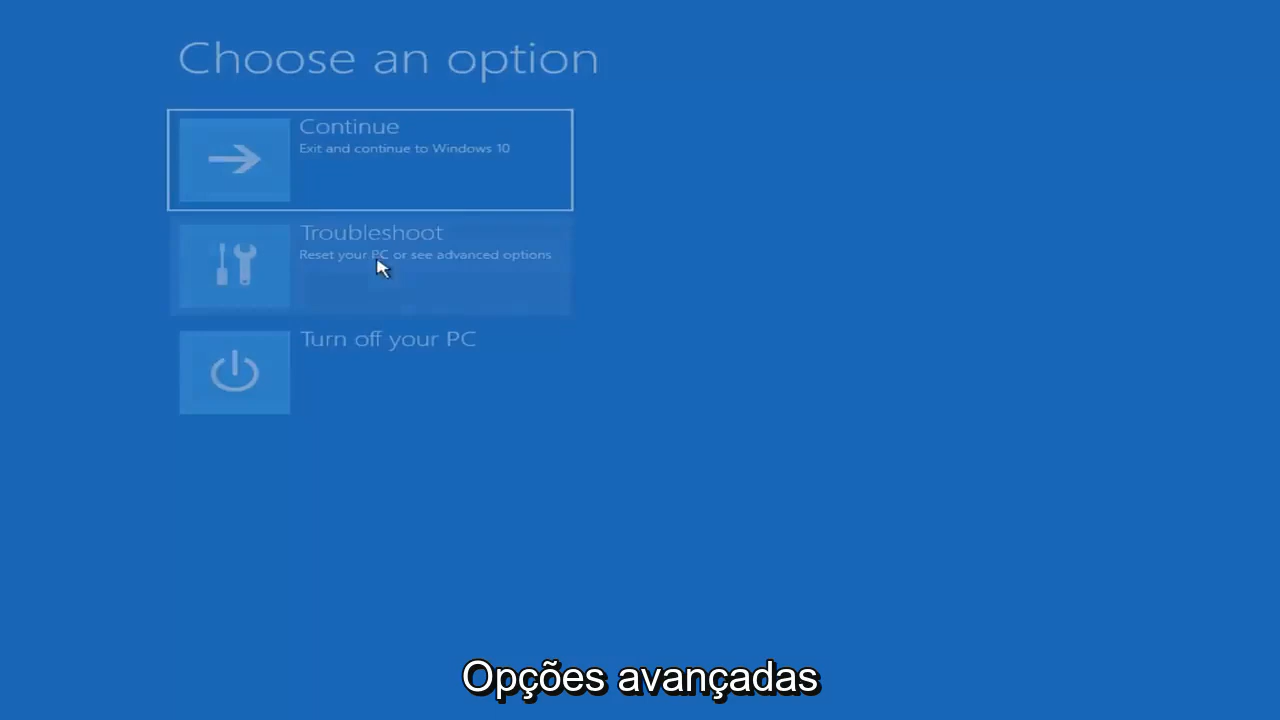 Choose an option
Continue
Exit and continue to Windows 10
Troubleshoot
Reset your PC or see advanced options
Turn off your PC
Opções avançadas